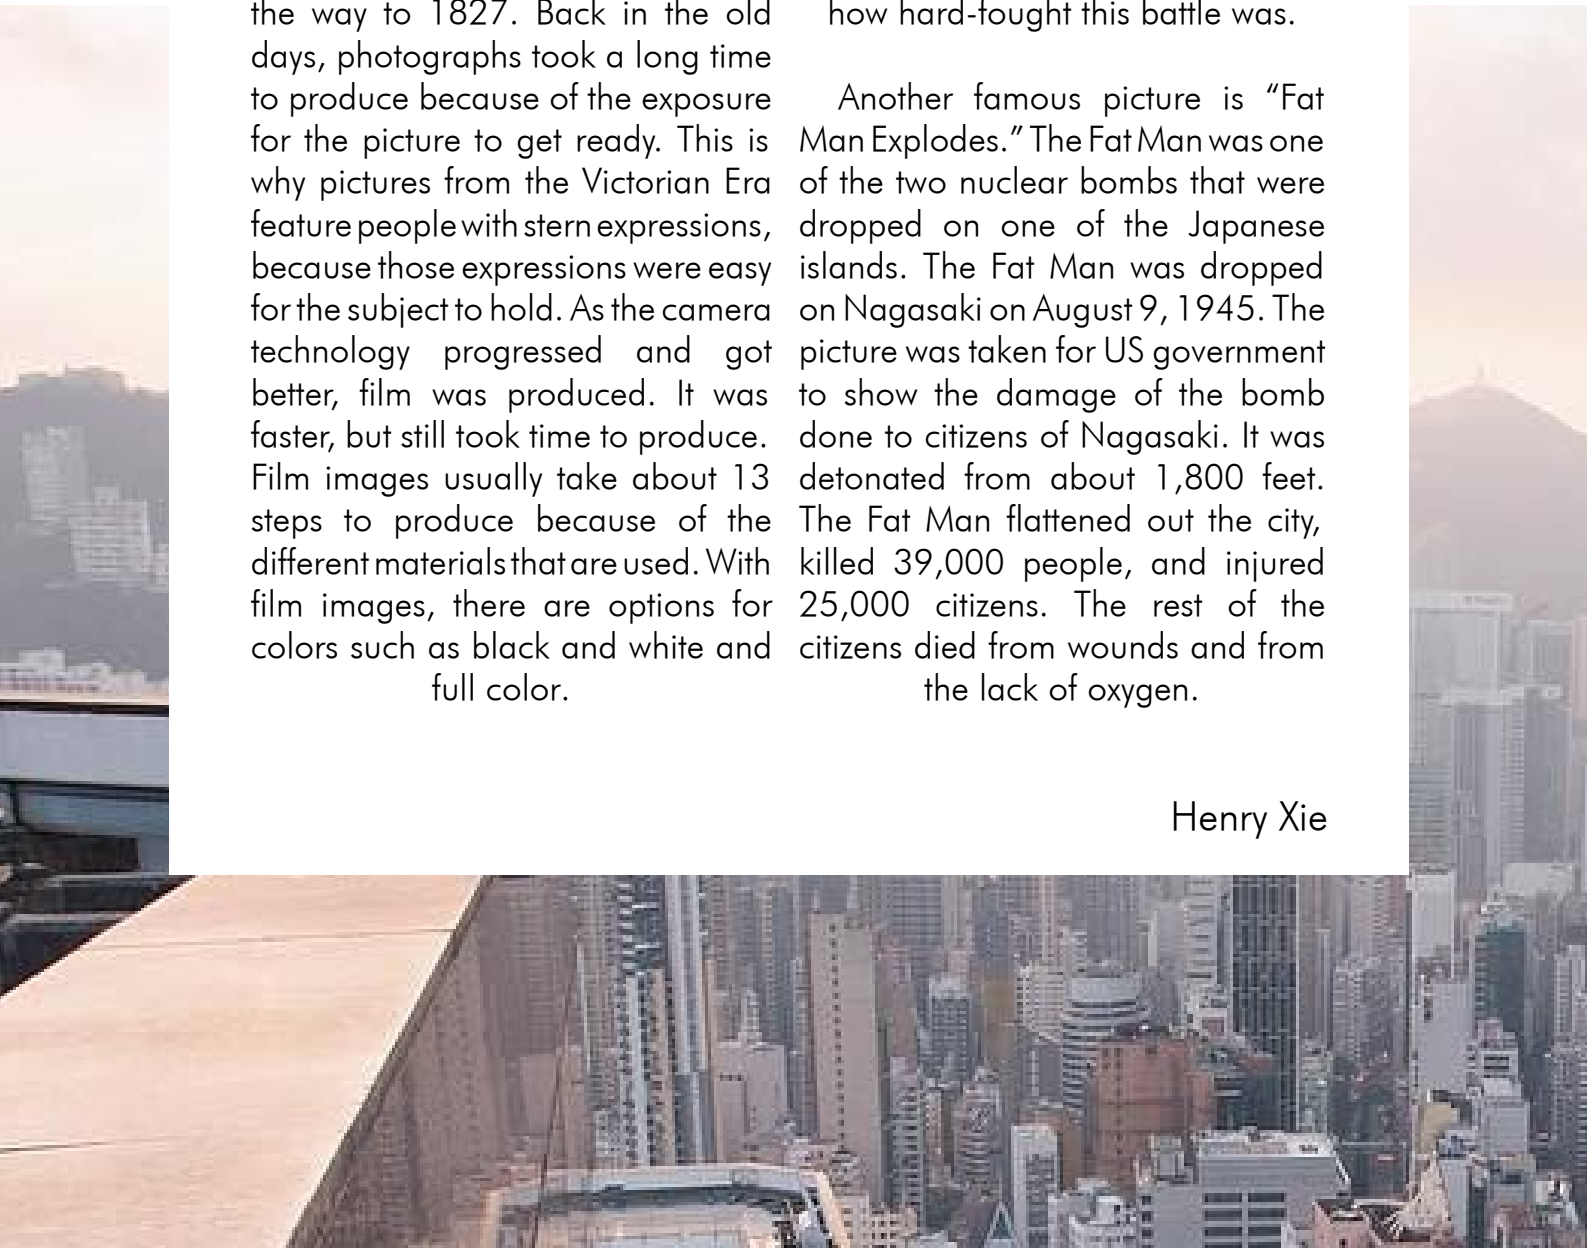 the way to 1827. Back in the old
days, photographs took a long time
to produce because of the exposure
for the picture to get ready. This is
why pictures from the Victorian Era
feature people with stern expressions,
because those expressions were easy
for the subject to hold. As the camera
technology progressed and got
better, film was produced. It was
faster, but still took time to produce.
Film images usually take about 13
steps to produce because of the
different materials that are used. With
film images, there are options for
colors such as black and white and
full color.
how hard-fought this battle was.
Another famous picture is “Fat
Man Explodes.” The Fat Man was one
of the two nuclear bombs that were
dropped on one of the Japanese
islands. The Fat Man was dropped
on Nagasaki on August 9, 1945. The
picture was taken for US government
to show the damage of the bomb
done to citizens of Nagasaki. It was
detonated from about 1,800 feet.
The Fat Man flattened out the city,
killed 39,000 people, and injured
25,000 citizens. The rest of the
citizens died from wounds and from
the lack of oxygen.
Henry Xie